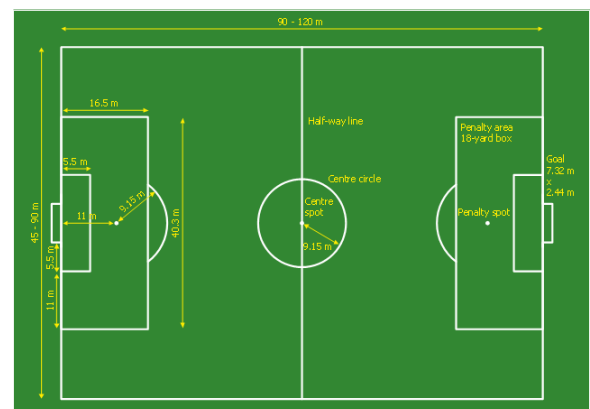 90 - 120 m
16.5 m
Half-way line
Penalty area
18-yard box
5.5 m
Goal
7.32 m
x
2.44 m
Centre circle
9.15 m
Centre
spot
11 m
Penalty spot
45 - 90 m
40.3 m
9.15 m
5.5 m
11 m